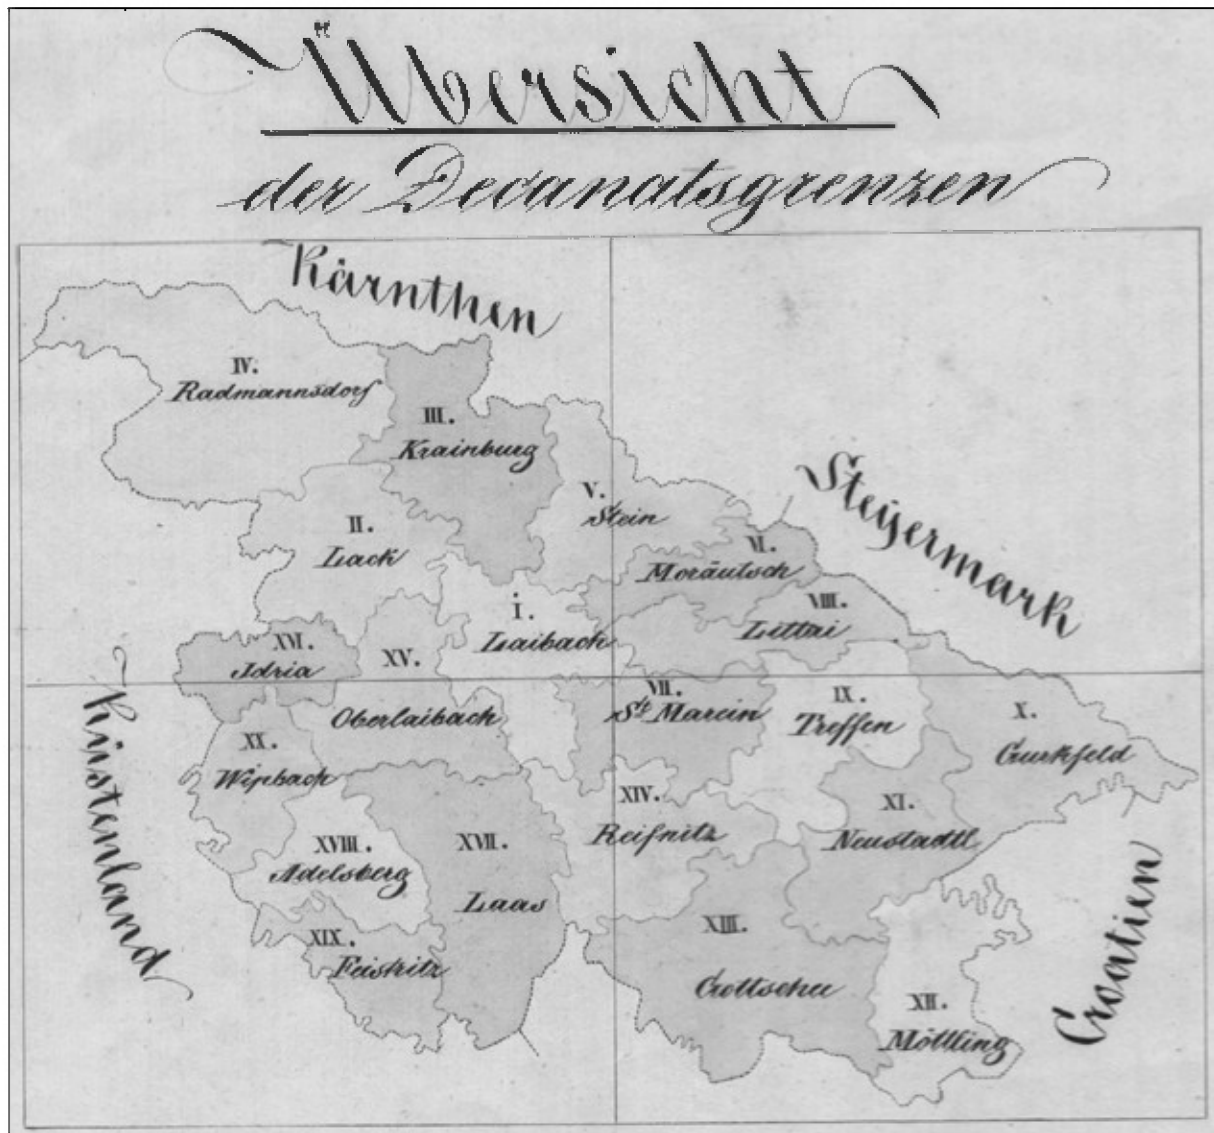 Übersicht
der Decanatsgrenzen
Kärnthen
IV.
Radmannsdorf
III.
Krainburg
V.
Stein
Steyermark
II.
Lack
VI.
Moräutsch
I.
Laibach
VIII.
Littai
XVI.
Idria
XV.
Oberlaibach
VII.
St. Marein
IX.
Treffen
X.
Gurkfeld
Küstenland
XX.
Wipbach
XIV.
Reifnitz
XI.
Neustadtl
XVIII.
Adelsberg
XVII.
Laas
XIX.
Feistritz
XIII.
Gottscheu
XII.
Möttling
Croatien